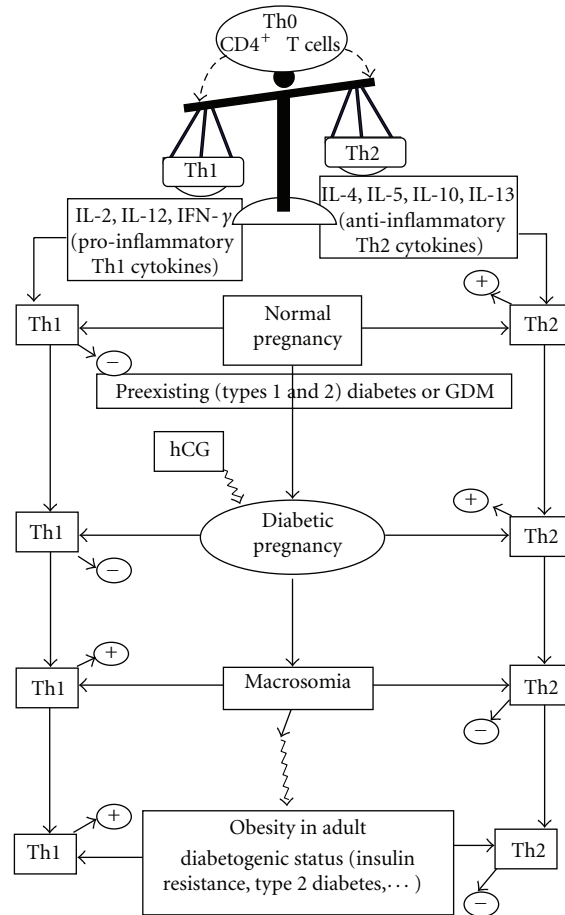 Th0
CD4+ T cells
Th1
Th2
IL-2, IL-12, IFN-γ
(pro-inflammatory
Th1 cytokines)
IL-4, IL-5, IL-10, IL-13
(anti-inflammatory
Th2 cytokines)
+
Th1
Normal
pregnancy
Th2
−
Preexisting (types 1 and 2) diabetes or GDM
hCG
+
Th1
Diabetic
pregnancy
Th2
−
+
Th1
Macrosomia
Th2
−
+
Th1
Obesity in adult
diabetogenic status (insulin
resistance, type 2 diabetes,⋯ )
Th2
−